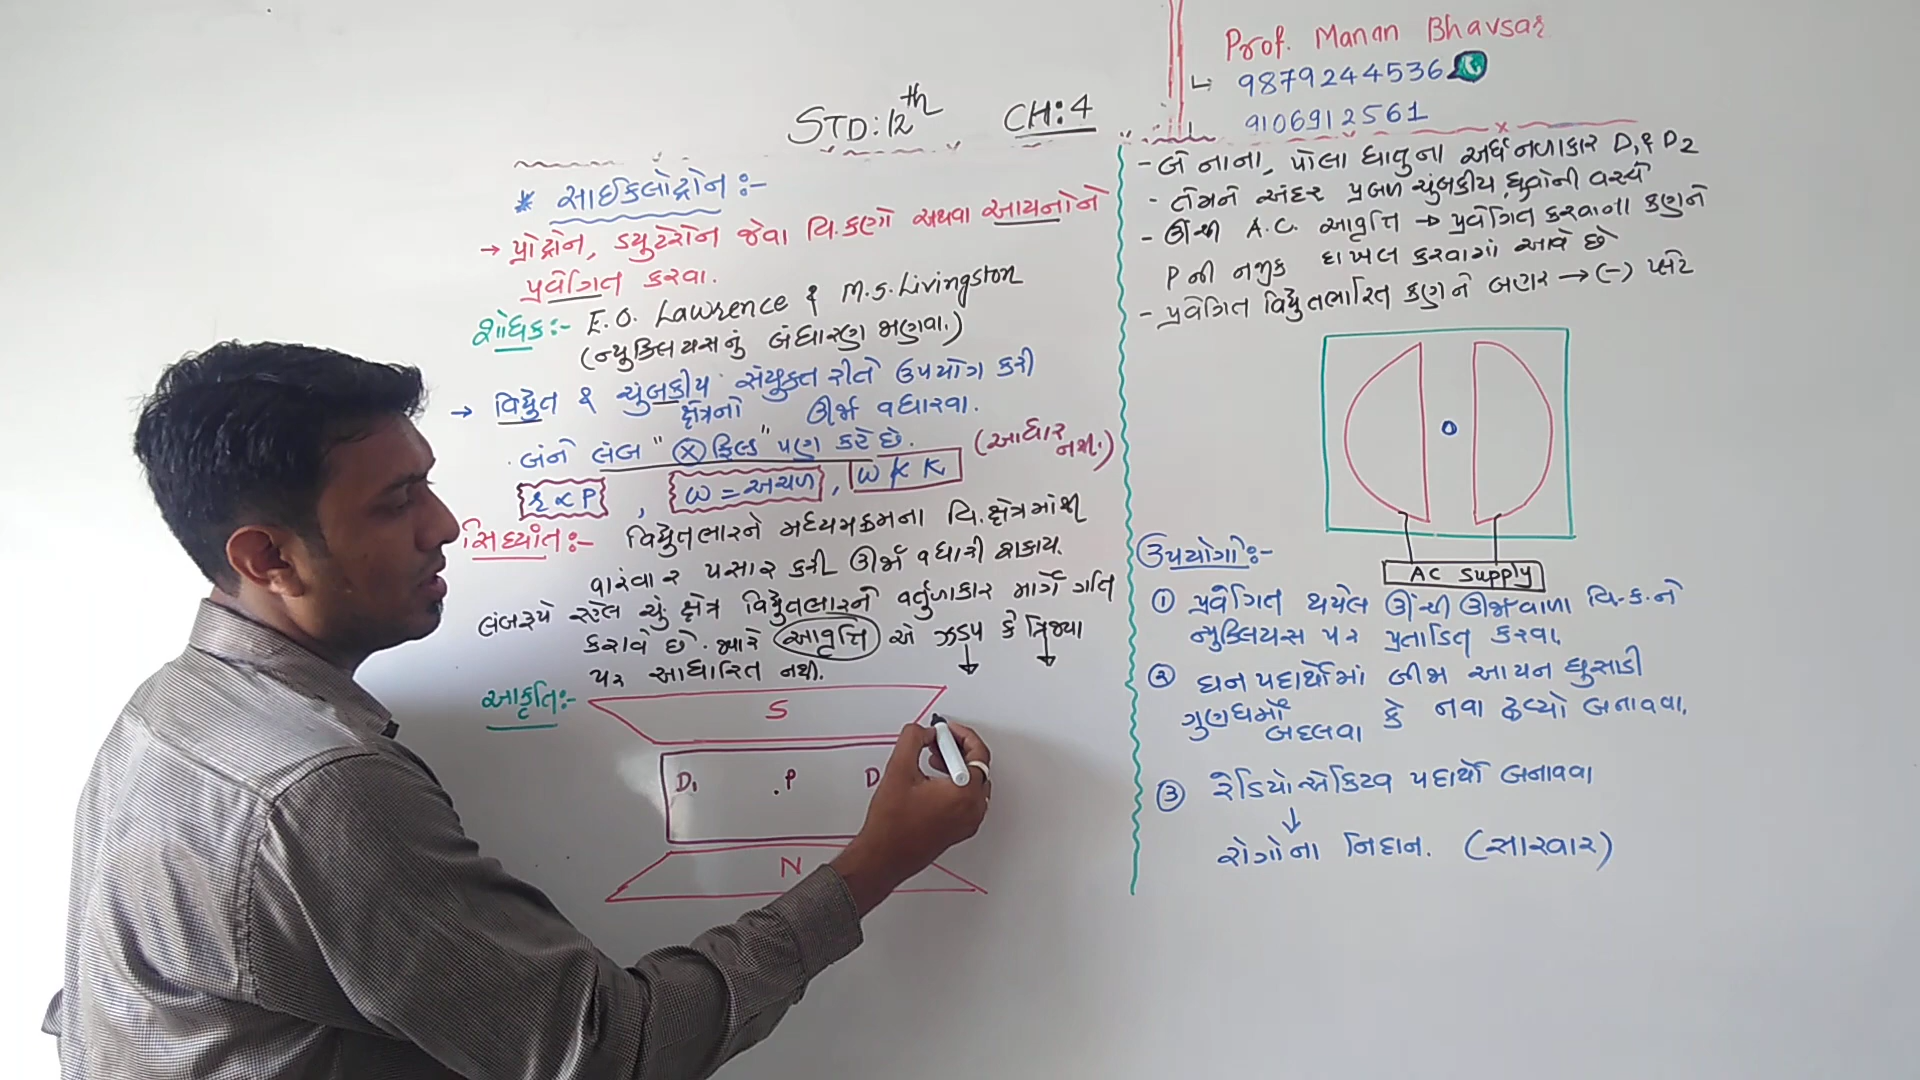 Prof. Manan Bhavsar
9879244536
9106912561
STD:12th CH:4
* સાઈકલોટ્રોન :-
→ પ્રોટ્રોન, ડ્યુટેરોન જેવા વિ.કણો અથવા આયનોને
પ્રવેગિત કરવા.
શોધક:- E.O. Lawrence & M.S. Livingston
(ન્યુક્લિયસનું બંધારણ ભણવા.)
→ વિદ્યુત & ચુંબકીય સંયુક્ત રીતે ઉપયોગ કરી
ક્ષેત્રનો ઊર્જા વધારવા.
. બંને લંબ "ⓧ ફિલ્ડ" પણ કહે છે.
r ∝ P , ω = અચળ , ω ∝̸ K (આધાર નથી.)
સિધ્ધાંત:- વિદ્યુતભારને મધ્યમક્રમના વિ.ક્ષેત્રમાંથી
વારંવાર પસાર કરી ઊર્જા વધારી શકાય.
લંબરૂપે રહેલ ચું. ક્ષેત્ર વિદ્યુતભારને વર્તુળાકાર માર્ગે ગતિ
કરાવે છે. જ્યારે આવૃત્તિ એ ઝડપ કે ત્રિજ્યા
પર આધારિત નથી.
આકૃતિ:-
S
D₁ .P D
N
- બે નાના, પોલા ધાતુના અર્ધનળાકાર D₁ & D₂
- તેમને અંદર પ્રબળ ચુંબકીય ધ્રુવોની વચ્ચે
- ઊંચી A.C. આવૃત્તિ → પ્રવેગિત કરવાના કણને
P ની નજીક દાખલ કરવામાં આવે છે
- પ્રવેગિત વિદ્યુતભારિત કણને બહાર → (-) પ્લેટ
AC Supply
ઉપયોગો:-
① પ્રવેગિત થયેલ ઊંચી ઊર્જાવાળા વિ.ક.ને
ન્યુક્લિયસ પર પ્રતાડિત કરવા.
② ઘન પદાર્થોમાં બીજા આયન ઘુસાડી
ગુણધર્મો બદલવા કે નવા દ્રવ્યો બનાવવા.
③ રેડિયોએક્ટિવ પદાર્થો બનાવવા
↓
રોગોના નિદાન. (સારવાર)